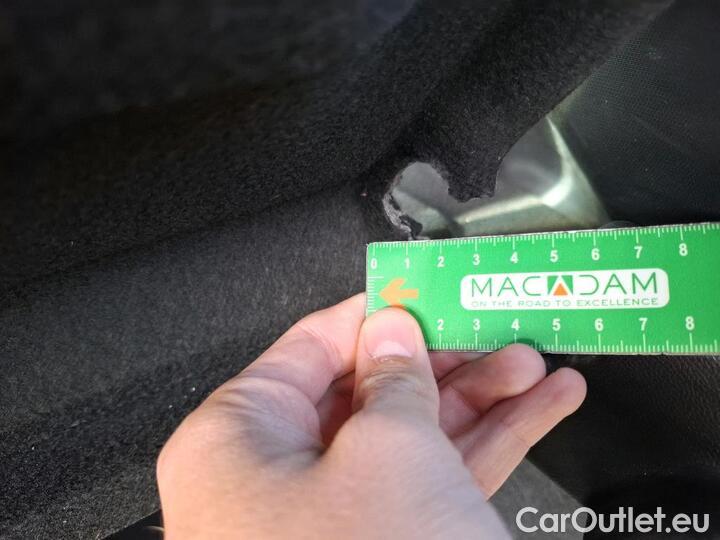 0 1 2 3 4 5 6 7 8
MACADAM
ON THE ROAD TO EXCELLENCE
2 3 4 5 6 7 8
CarOutlet.eu